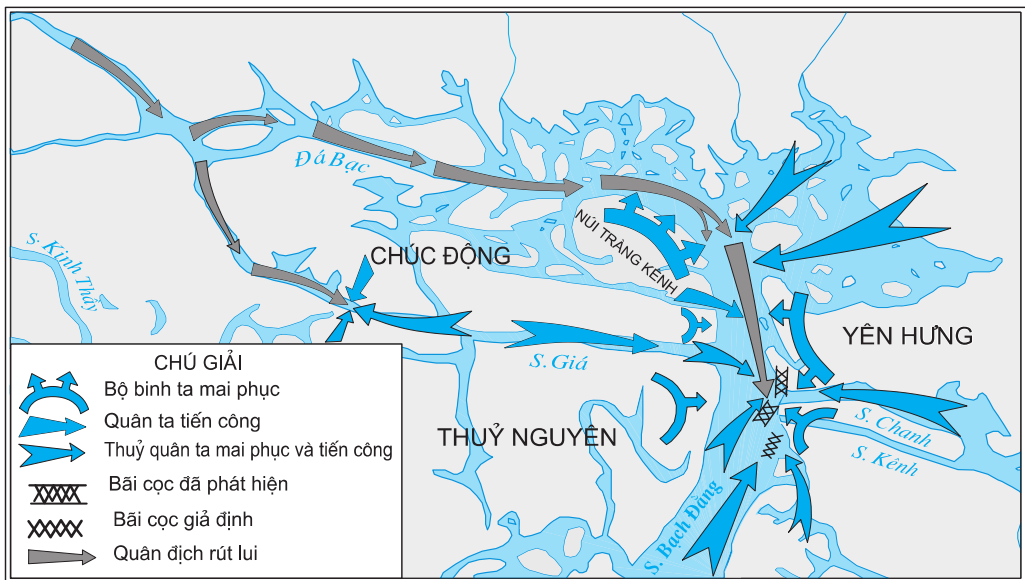 Đá Bạc
NÚI TRÀNG KÊNH
S. Kinh Thầy
CHÚC ĐỘNG
YÊN HƯNG
S. Giá
THUỶ NGUYÊN
S. Chanh
S. Kênh
S. Bạch Đằng
CHÚ GIẢI
Bộ binh ta mai phục
Quân ta tiến công
Thuỷ quân ta mai phục và tiến công
Bãi cọc đã phát hiện
Bãi cọc giả định
Quân địch rút lui